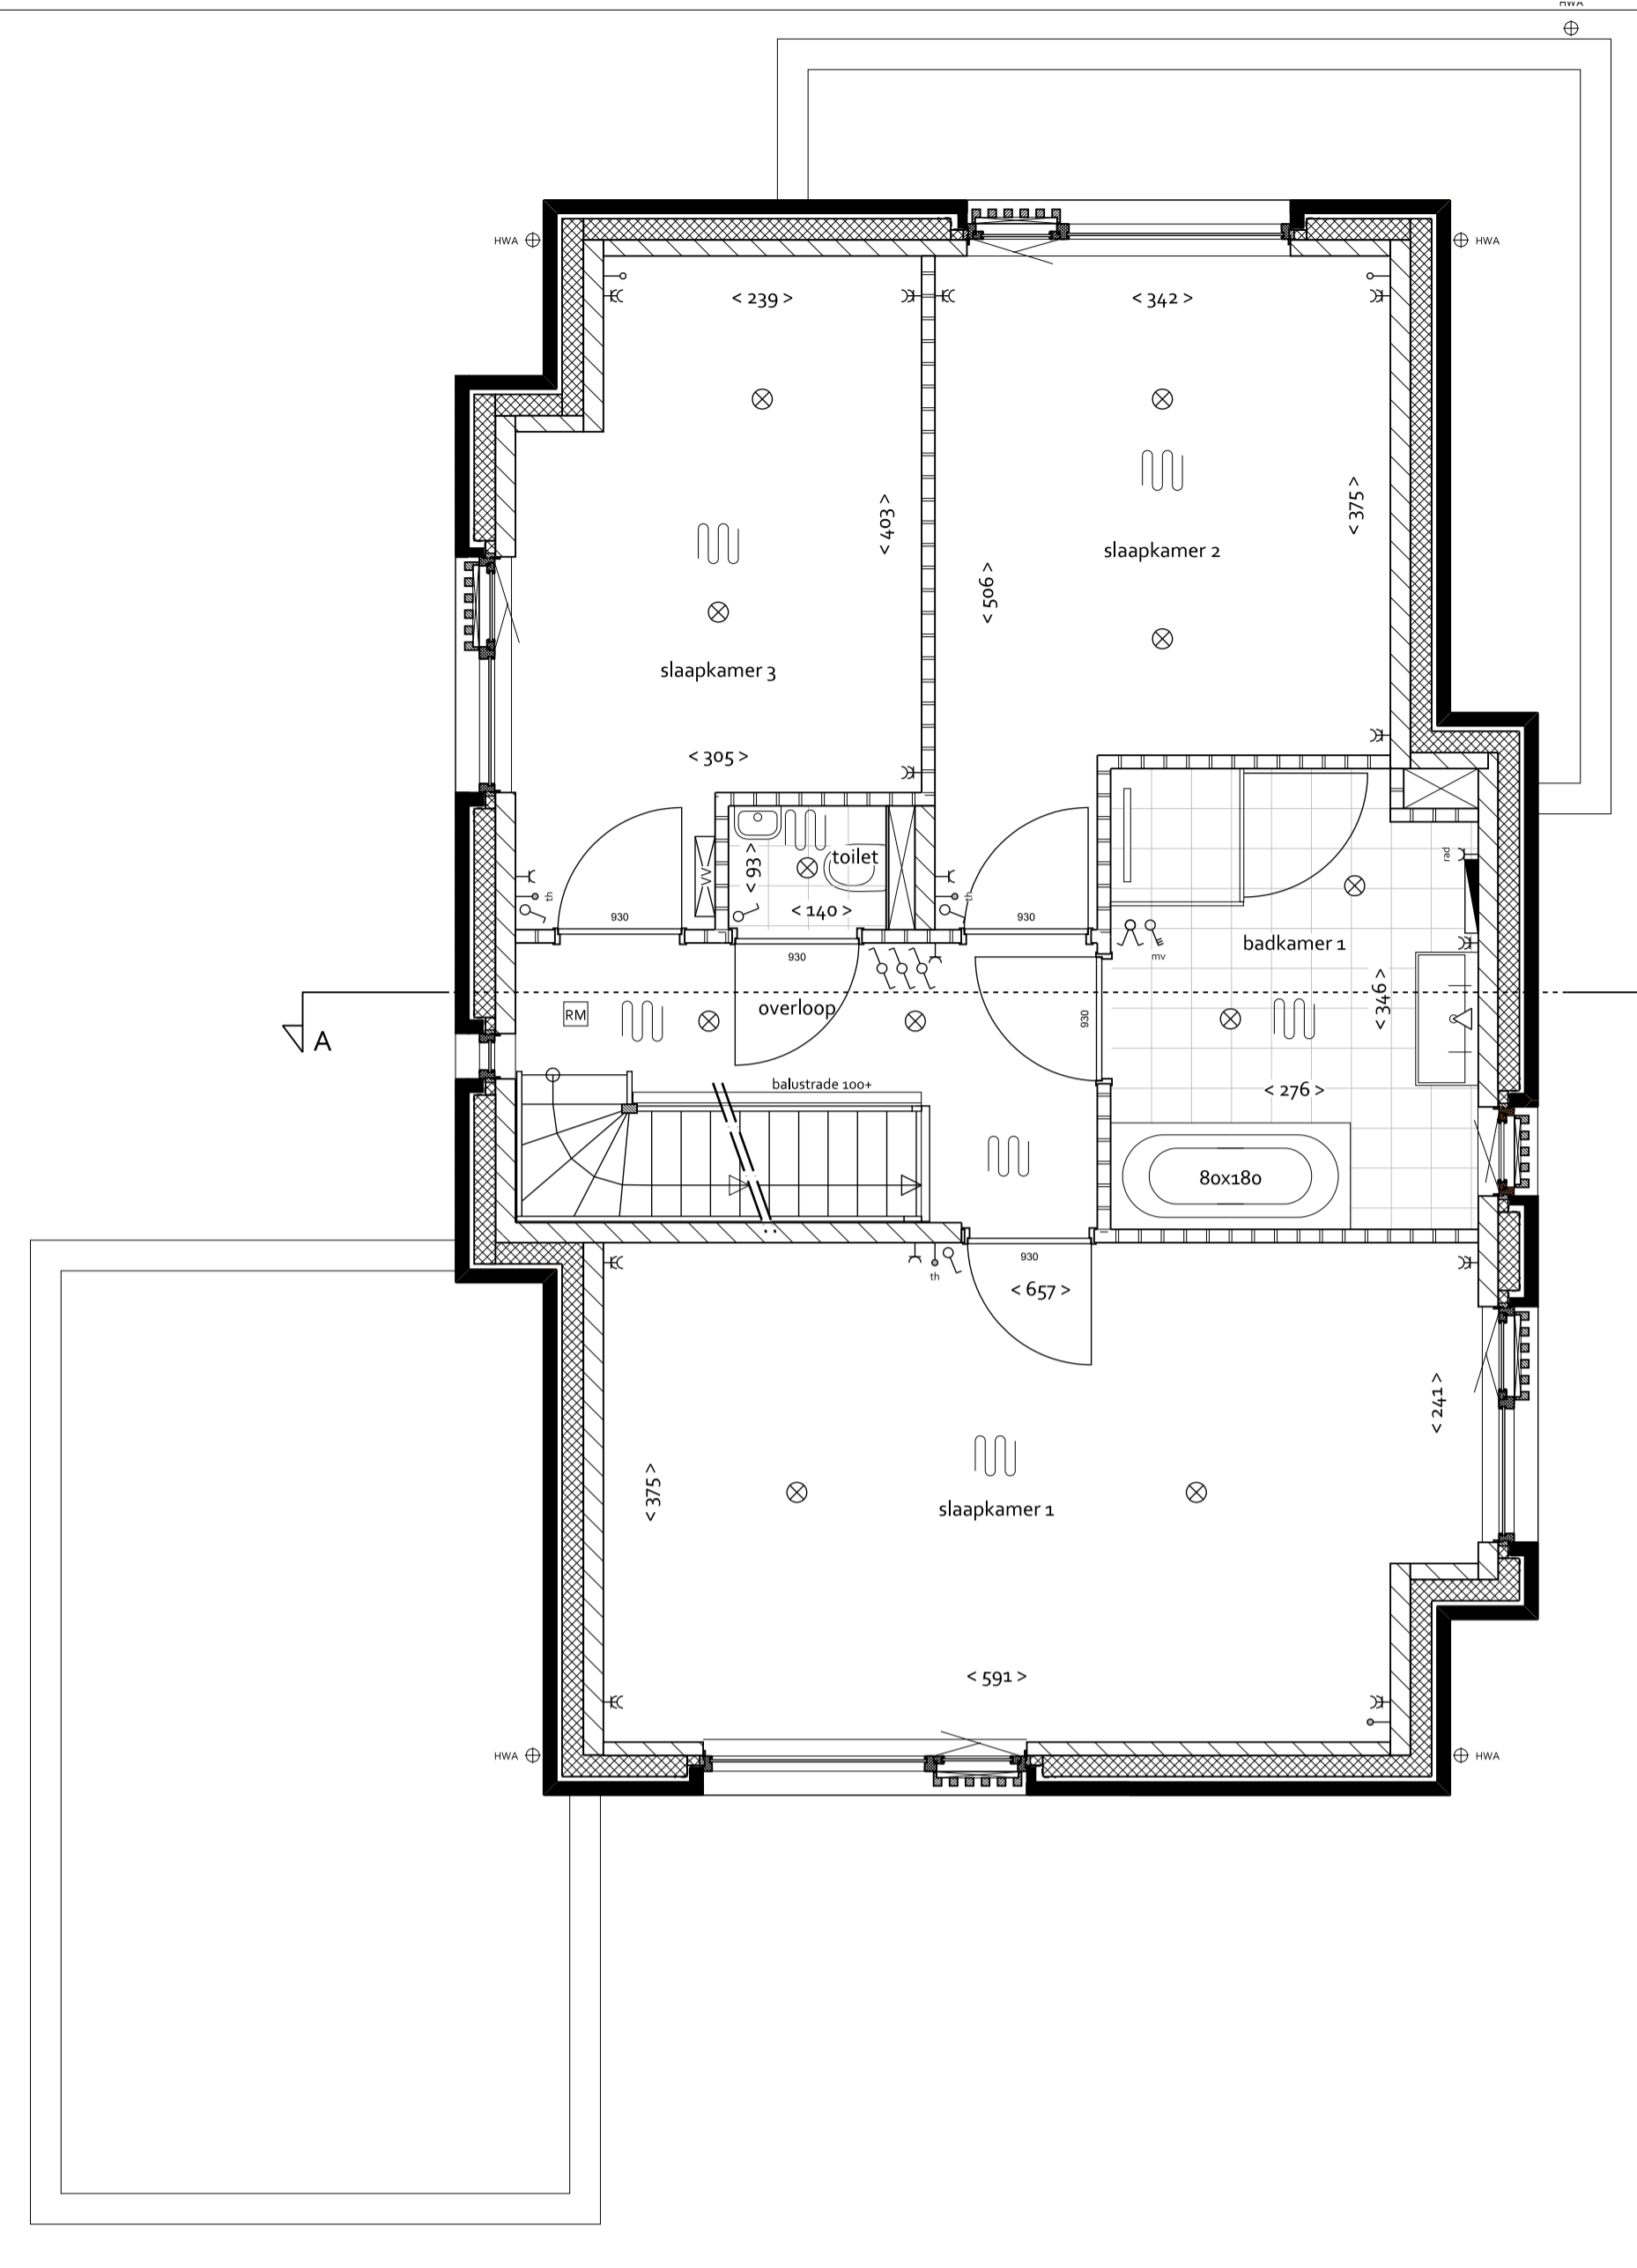 HWA
HWA
HWA
< 239 >
< 342 >
< 403 >
< 375 >
slaapkamer 2
< 506 >
slaapkamer 3
< 305 >
toilet
< 93 >
VV
rad
th
th
< 140 >
930
930
930
badkamer 1
mv
< 346 >
overloop
RM
930
A
balustrade 100+
< 276 >
80x180
930
th
< 657 >
< 241 >
< 375 >
slaapkamer 1
< 591 >
HWA
HWA